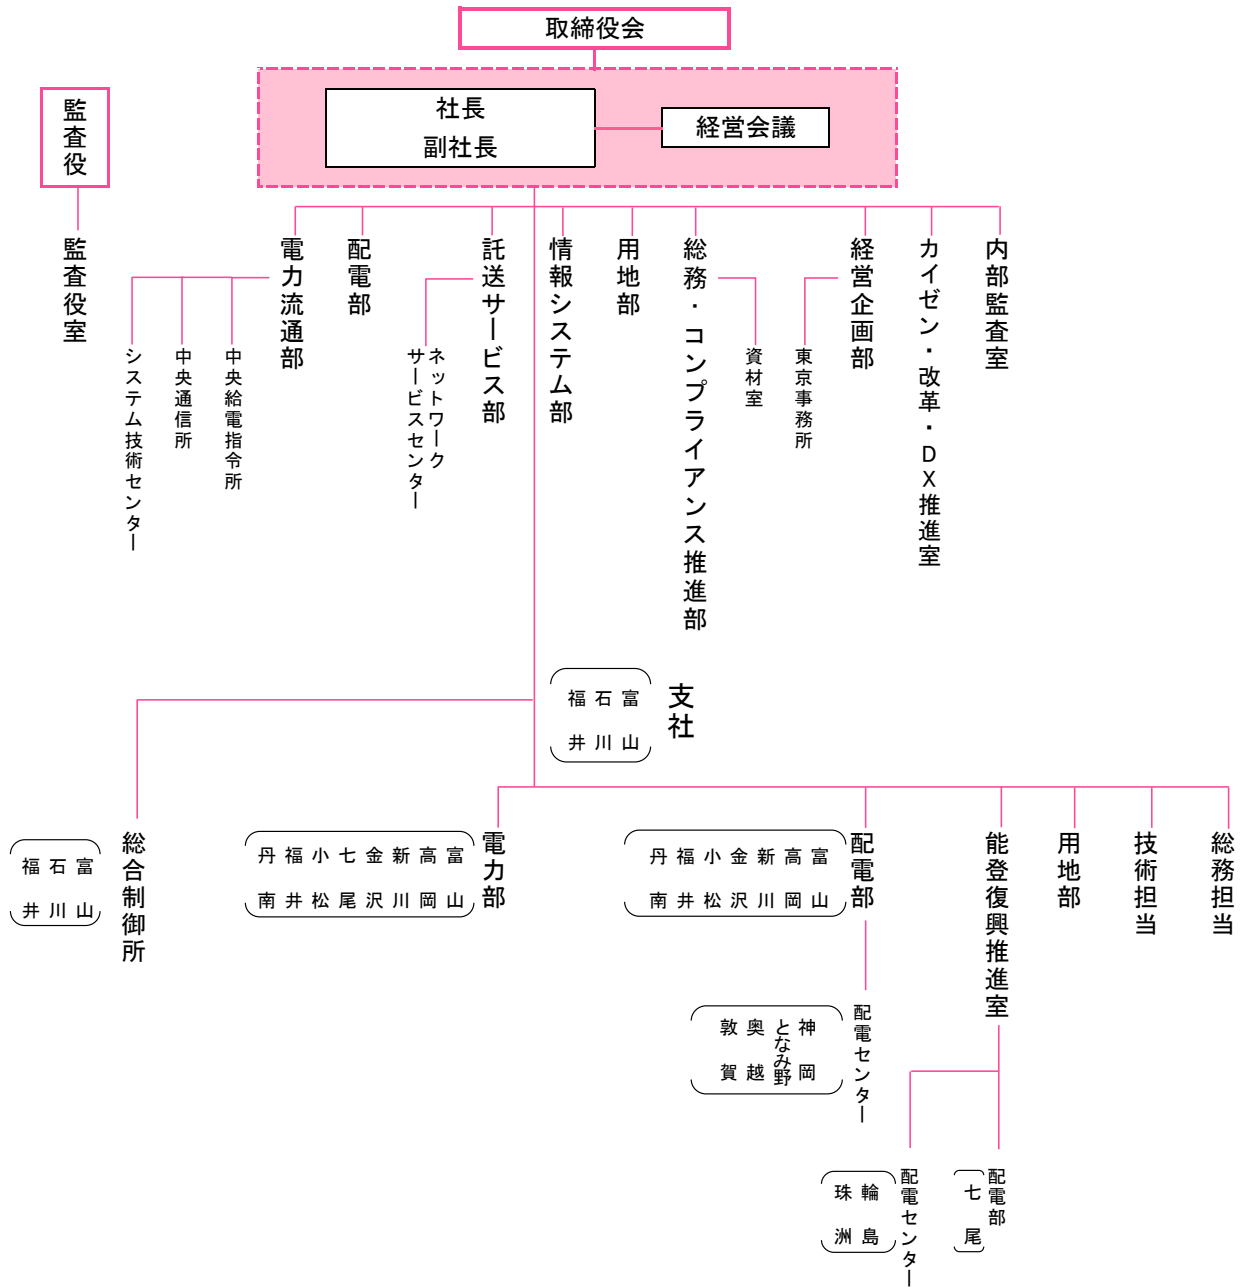 取締役会
社長
副社長
経営会議
監査役
監査役室
内部監査室
カイゼン・改革・DX推進室
経営企画部
東京事務所
総務・コンプライアンス推進部
資材室
用地部
情報システム部
託送サービス部
ネットワーク
サービスセンター
配電部
電力流通部
中央給電指令所
中央通信所
システム技術センター
支社
富山
石川
福井
総務担当
技術担当
用地部
能登復興推進室
配電部
七尾
配電センター
輪島
珠洲
配電部
富山
高岡
新川
金沢
小松
福井
丹南
配電センター
神岡
となみ野
奥越
敦賀
電力部
富山
高岡
新川
金沢
七尾
小松
福井
丹南
総合制御所
富山
石川
福井